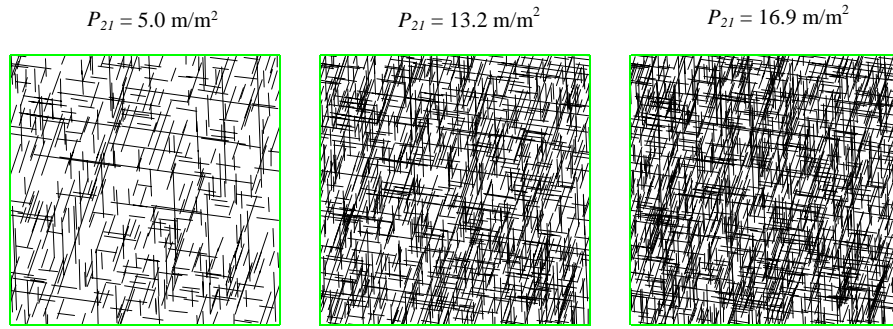 P21 = 5.0 m/m²
P21 = 13.2 m/m²
P21 = 16.9 m/m²